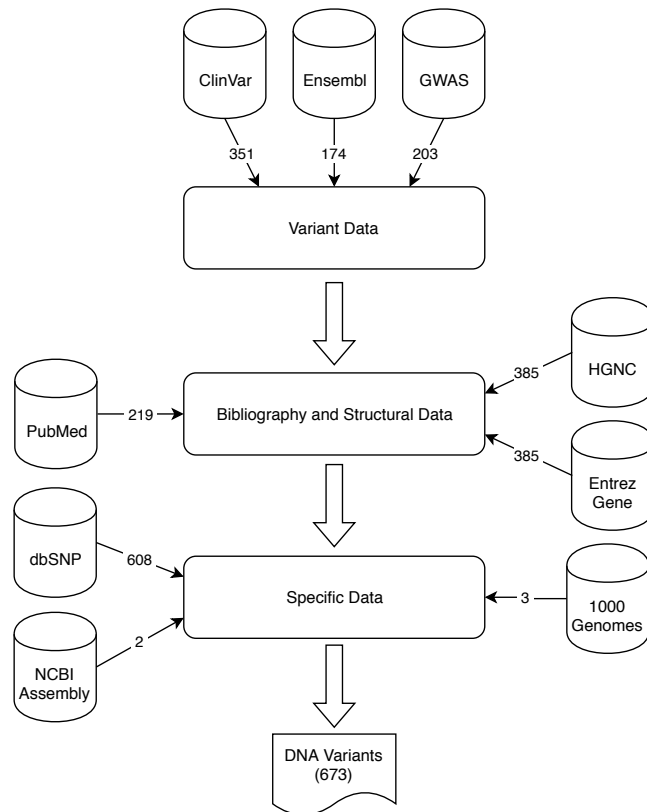 ClinVar
Ensembl
GWAS
351
174
203
Variant Data
HGNC
385
PubMed
219
Bibliography and Structural Data
385
Entrez
Gene
dbSNP
608
Specific Data
3
1000
Genomes
2
NCBI
Assembly
DNA Variants
(673)